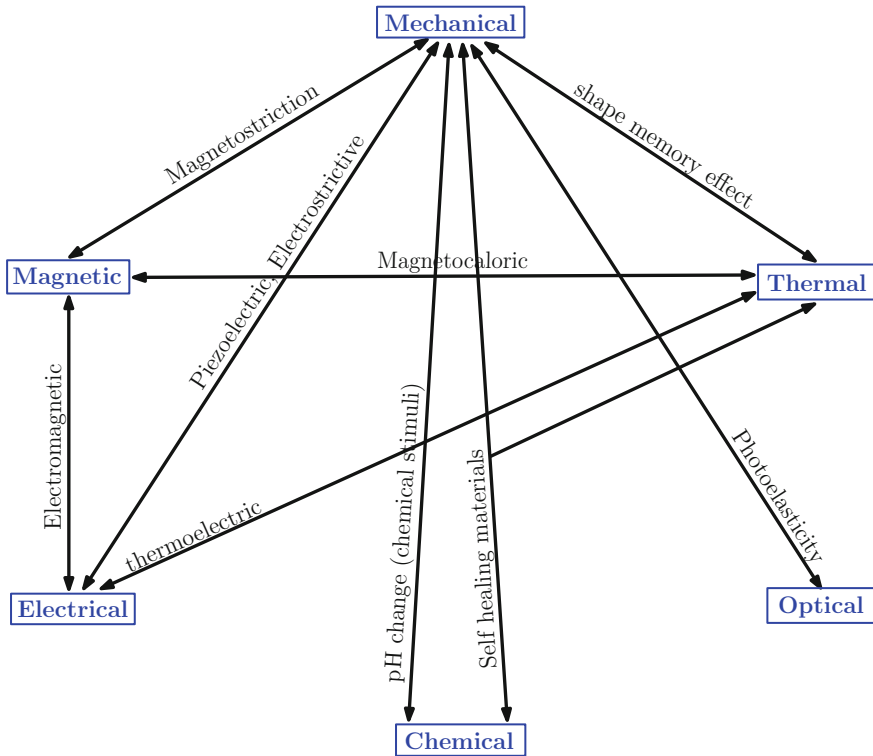 Mechanical
Magnetostriction
shape memory effect
Piezoelectric, Electrostrictive
Magnetic
Magnetocaloric
Thermal
Electromagnetic
thermoelectric
pH change (chemical stimuli)
Self healing materials
Photoelasticity
Electrical
Optical
Chemical